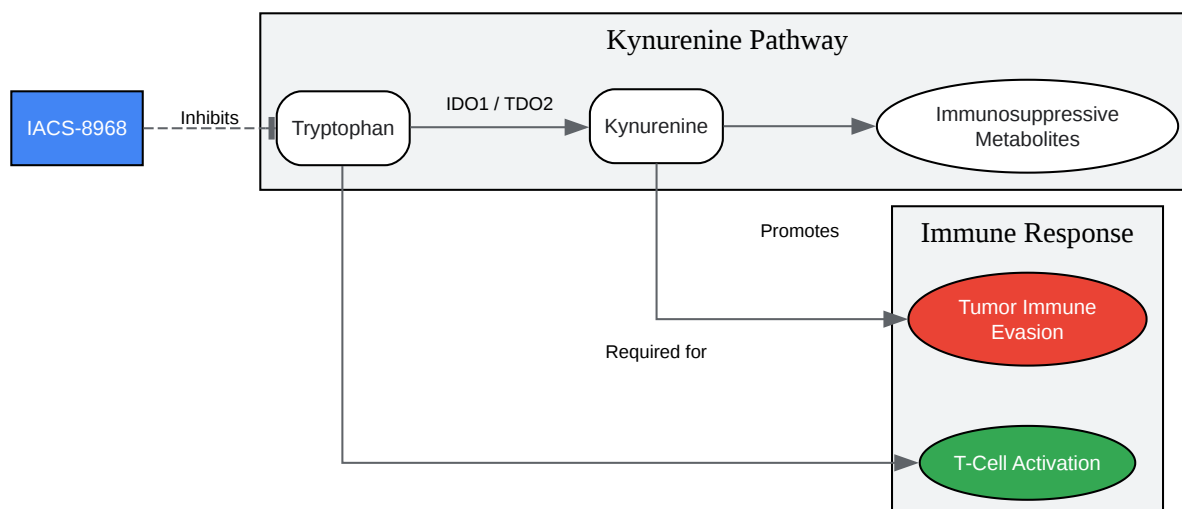 Kynurenine Pathway
IACS-8968
Inhibits
Tryptophan
IDO1 / TDO2
Kynurenine
Immunosuppressive
Metabolites
Promotes
Required for
Immune Response
Tumor Immune
Evasion
T-Cell Activation